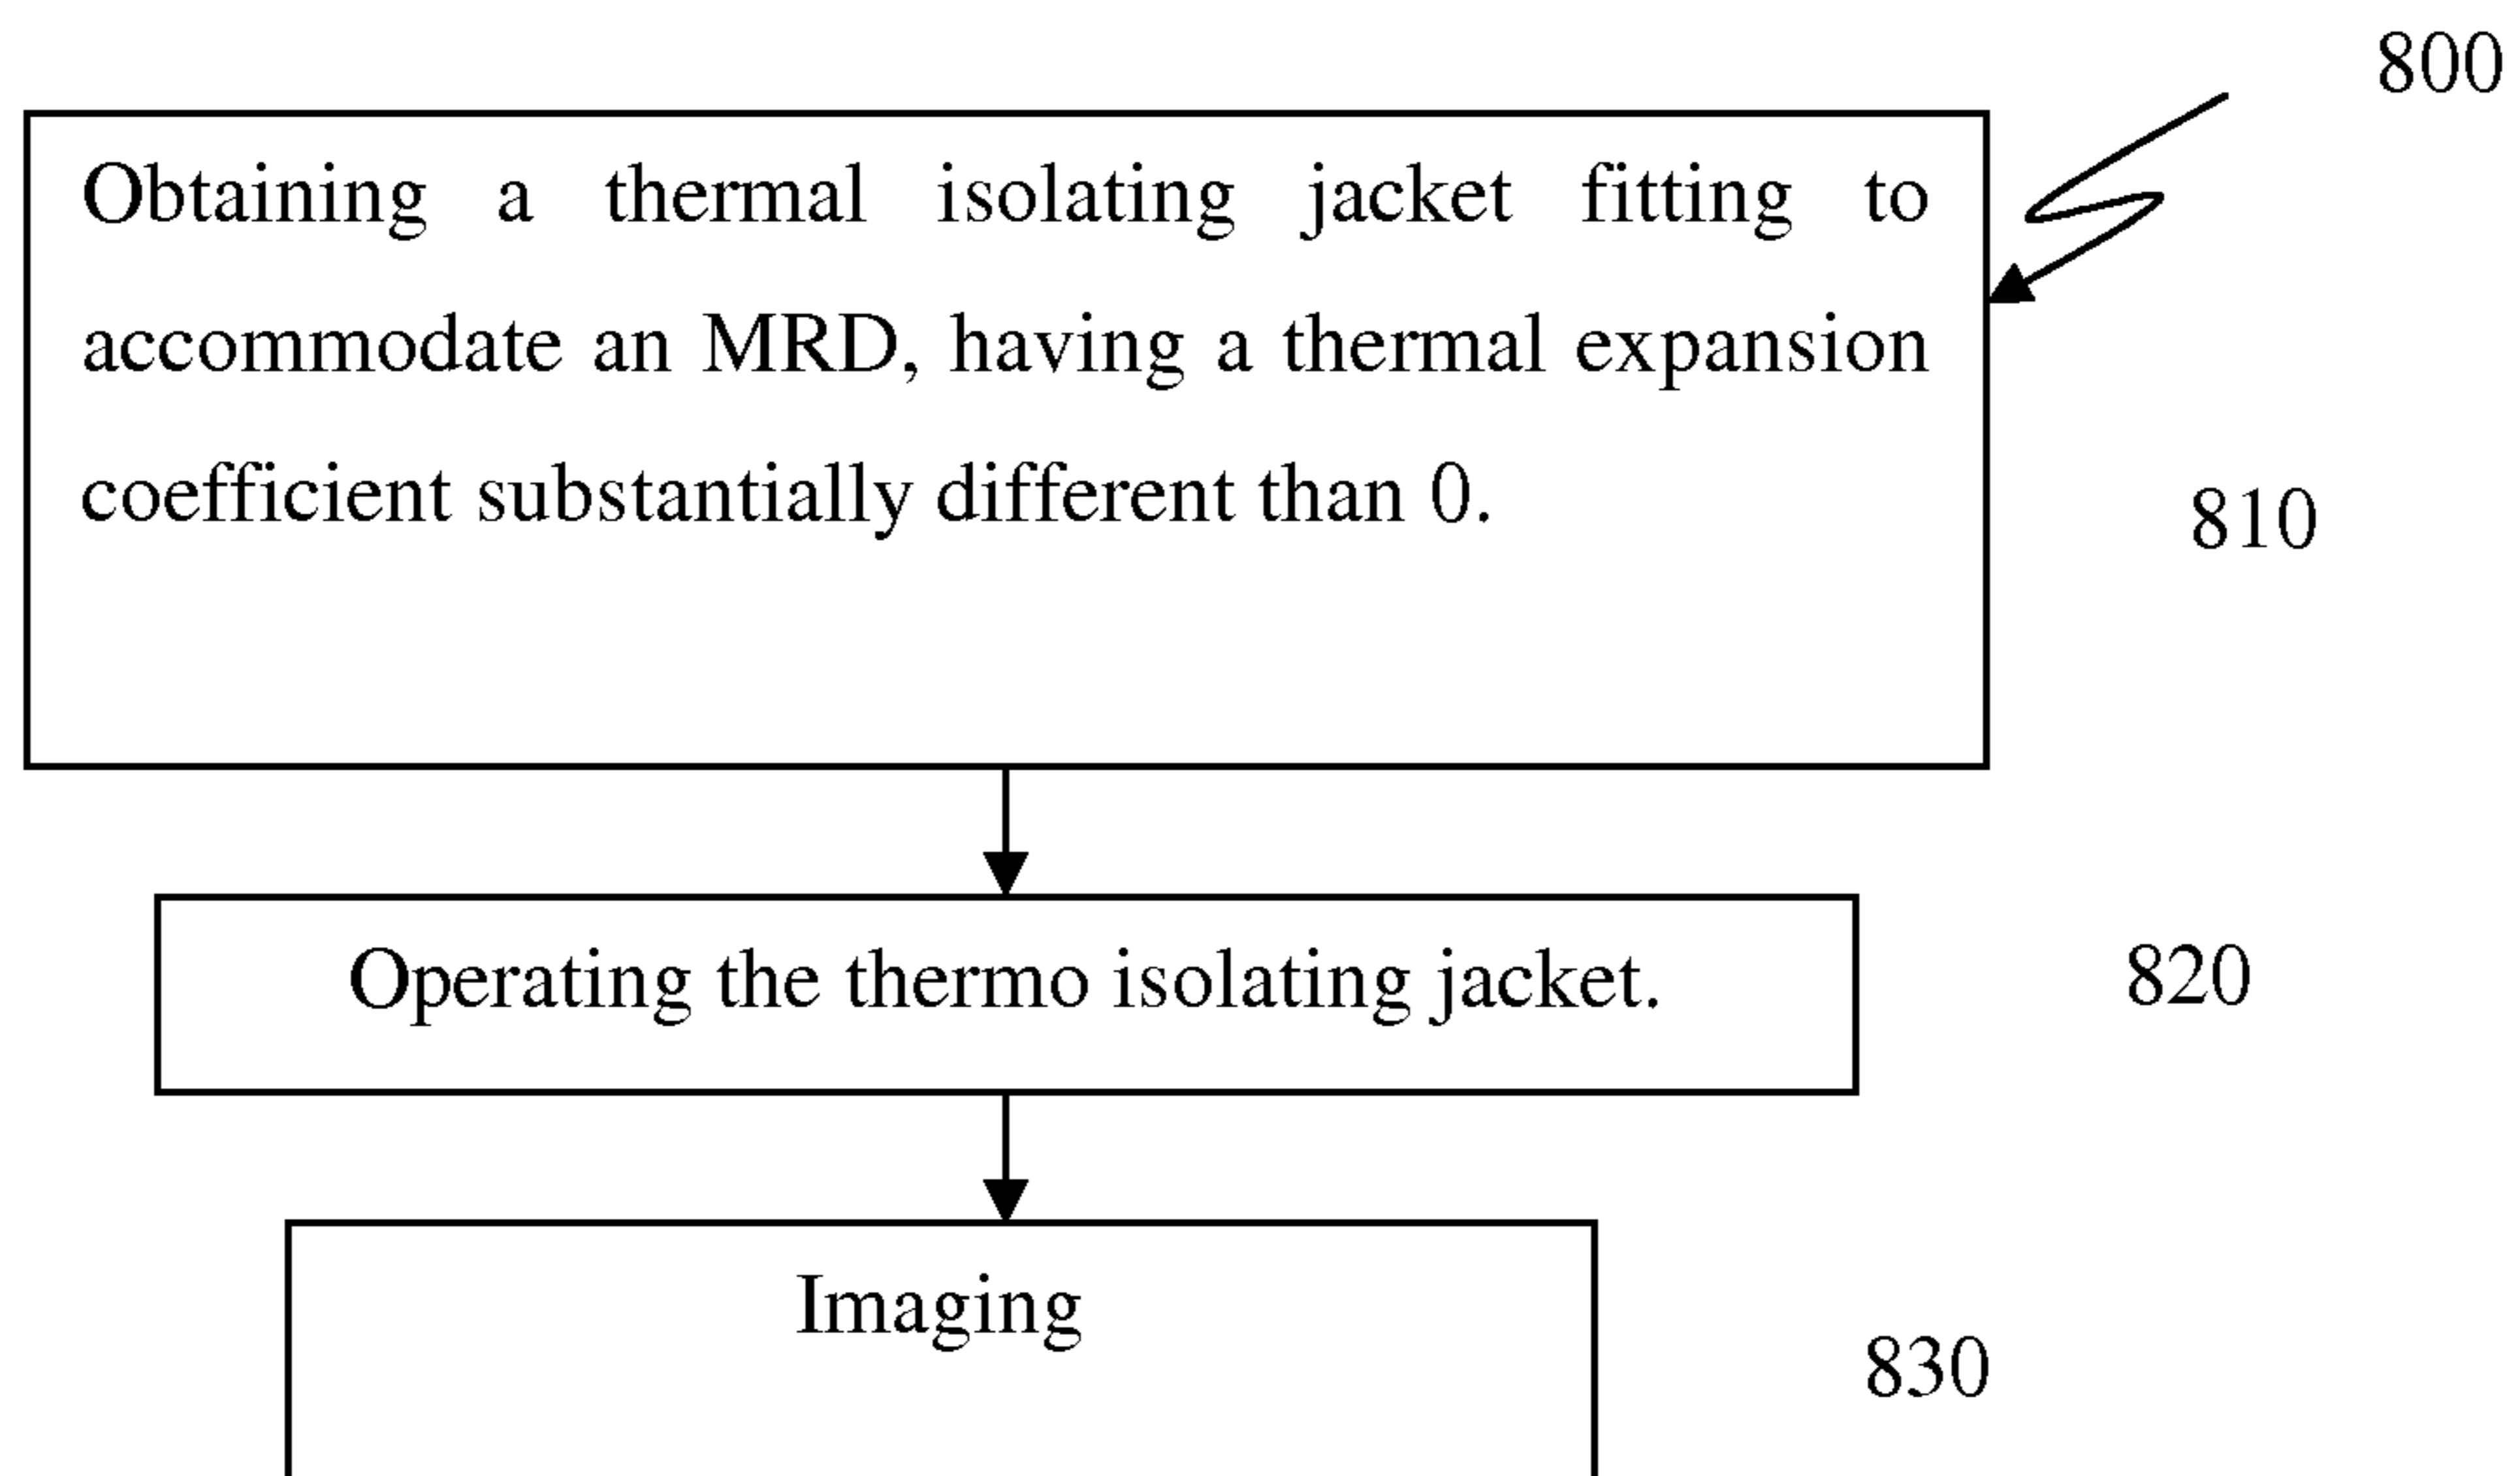 800
Obtaining a thermal isolating jacket fitting to
accommodate an MRD, having a thermal expansion
coefficient substantially different than 0.
810
Operating the thermo isolating jacket.
820
Imaging
830